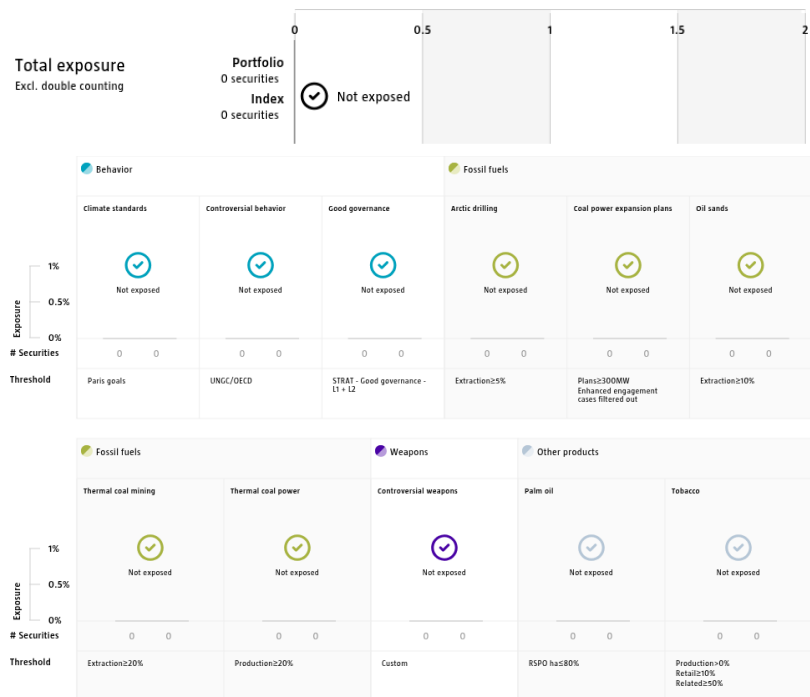 0 0.5 1 1.5 2
Total exposure
Excl. double counting
Portfolio
0 securities
Index
0 securities
Not exposed
Behavior
Fossil fuels
Climate standards
Controversial behavior
Good governance
Arctic drilling
Coal power expansion plans
Oil sands
Exposure
1%
0.5%
0%
Not exposed
Not exposed
Not exposed
Not exposed
Not exposed
Not exposed
# Securities
0 0
0 0
0 0
0 0
0 0
0 0
Threshold
Paris goals
UNGC/OECD
STRAT - Good governance -
L1 + L2
Extraction≥5%
Plans≥300MW
Enhanced engagement
cases filtered out
Extraction≥10%
Fossil fuels
Weapons
Other products
Thermal coal mining
Thermal coal power
Controversial weapons
Palm oil
Tobacco
Exposure
1%
0.5%
0%
Not exposed
Not exposed
Not exposed
Not exposed
Not exposed
# Securities
0 0
0 0
0 0
0 0
0 0
Threshold
Extraction≥20%
Production≥20%
Custom
RSPO ha≤80%
Production>0%
Retail≥10%
Related≥50%